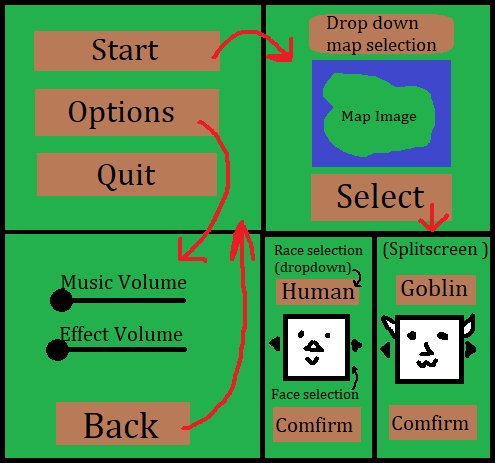 Start
Options
Quit
Drop down
map selection
Map Image
Select
Music Volume
Effect Volume
Back
Race selection
(dropdown)
Human
Face selection
Comfirm
(Splitscreen )
Goblin
Comfirm